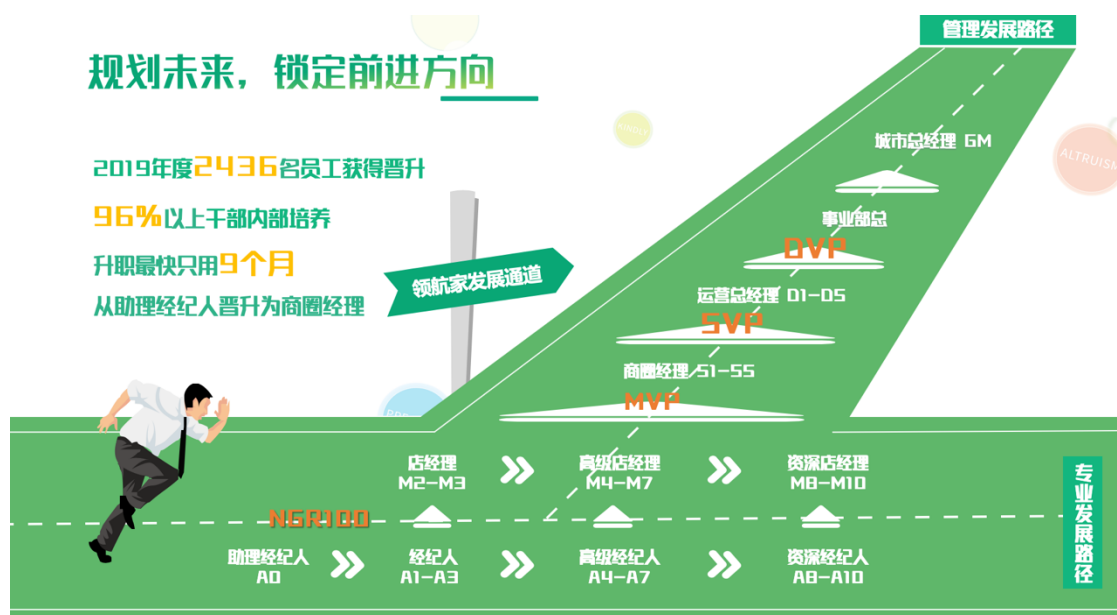 规划未来，锁定前进方向
2019年度2436名员工获得晋升
96%以上干部内部培养
升职最快只用9个月
从助理经纪人晋升为商圈经理
领航家发展通道
管理发展路径
城市总经理 GM
事业部总
DVP
运营总经理 D1-D5
SVP
商圈经理 S1-S5
MVP
KINDLY
ALTRUISM
店经理
M2-M3
高级店经理
M4-M7
资深店经理
M8-M10
NGR100
助理经纪人
A0
经纪人
A1-A3
高级经纪人
A4-A7
资深经纪人
A8-A10
专业发展路径